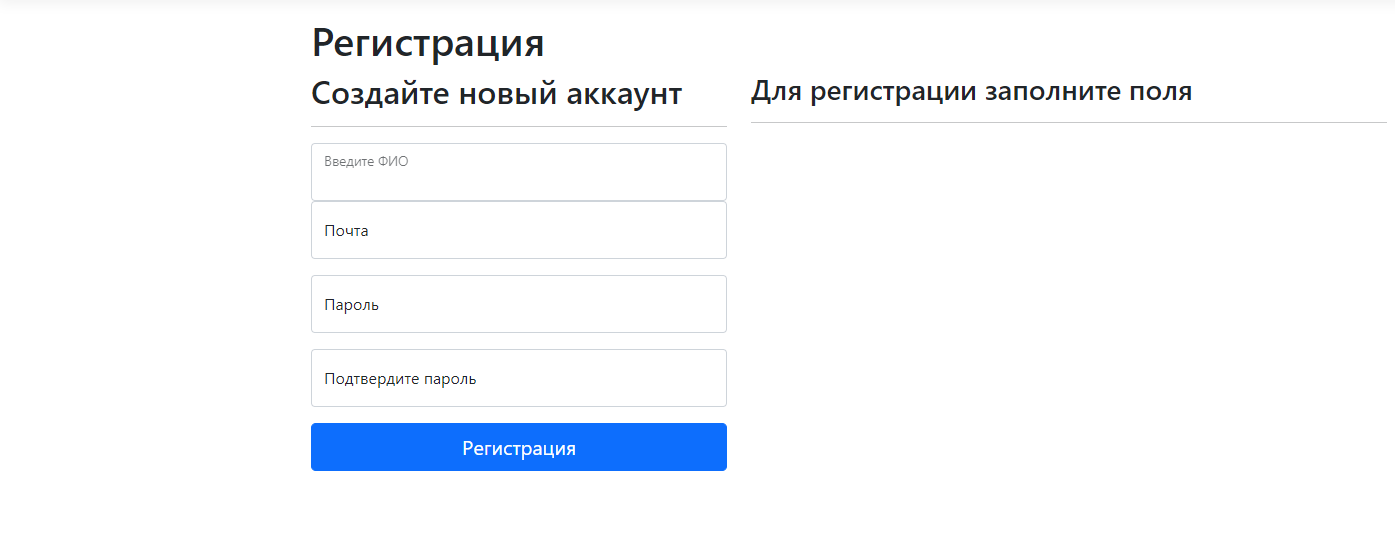 Регистрация
Создайте новый аккаунт
Для регистрации заполните поля
Введите ФИО
Почта
Пароль
Подтвердите пароль
Регистрация